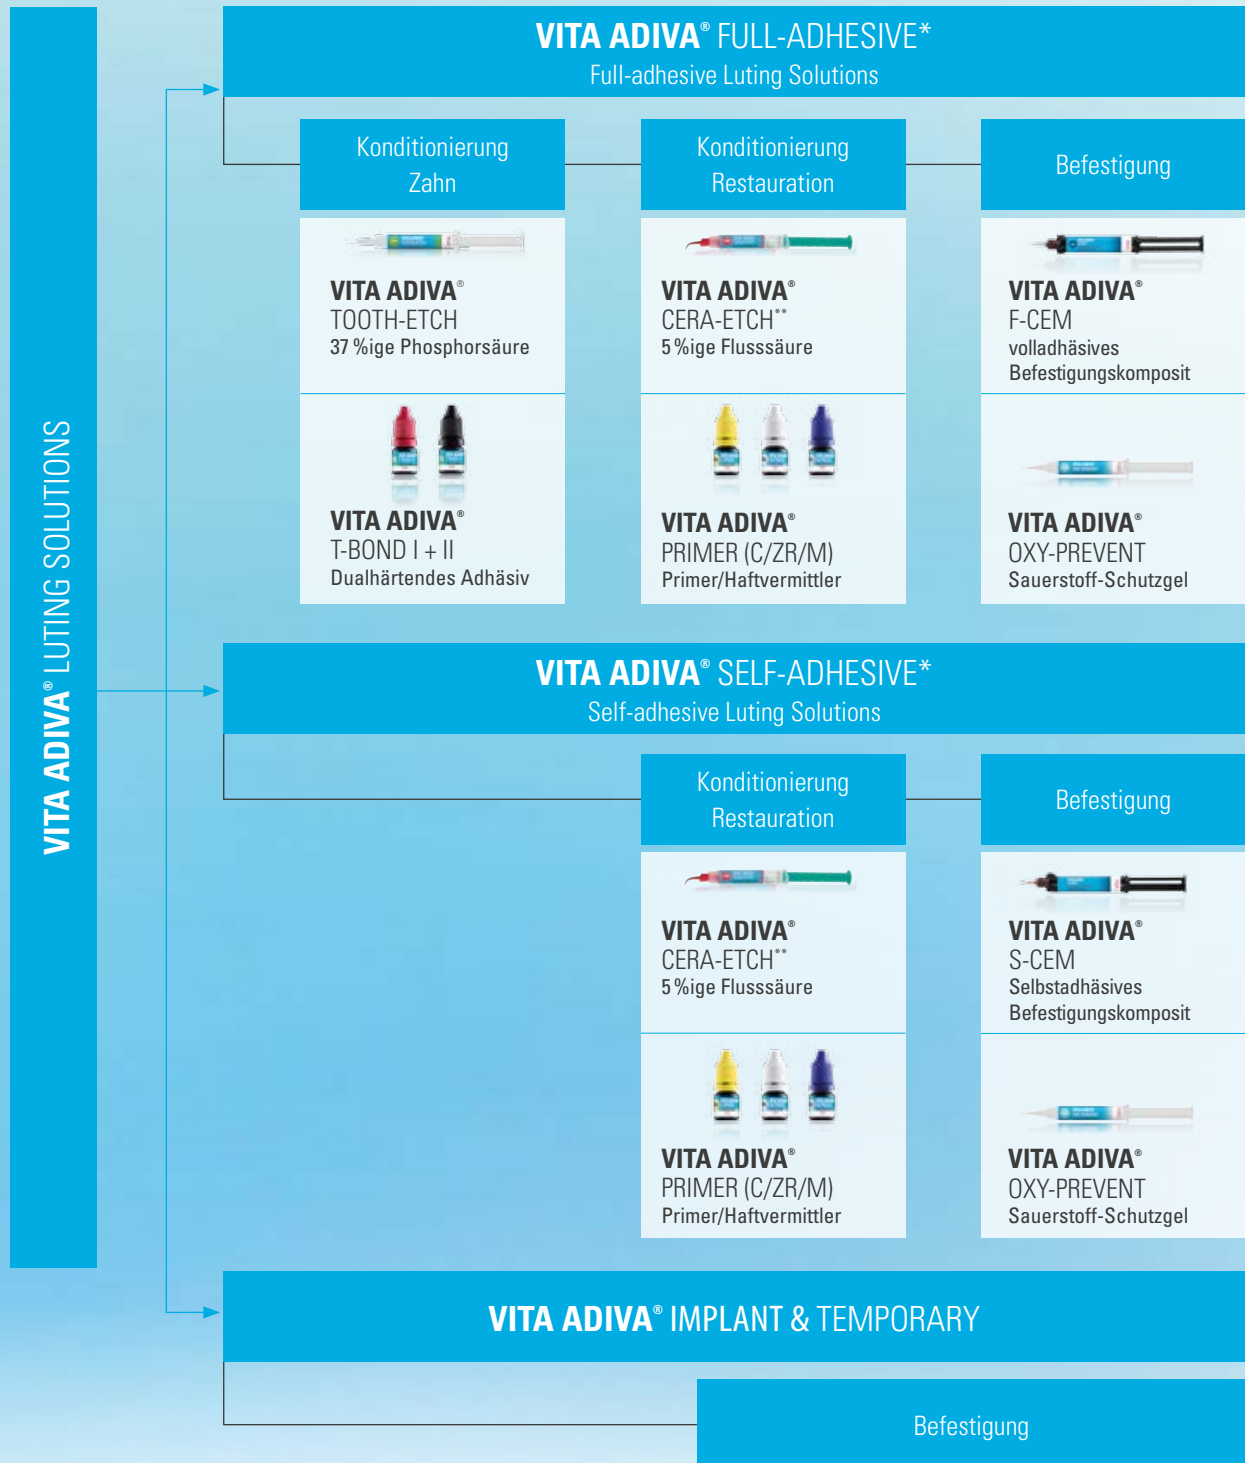 VITA ADIVA® LUTING SOLUTIONS
VITA ADIVA® FULL-ADHESIVE*
Full-adhesive Luting Solutions
Konditionierung
Zahn
Konditionierung
Restauration
Befestigung
VITA ADIVA®
TOOTH-ETCH
37 %ige Phosphorsäure
VITA ADIVA®
CERA-ETCH**
5 %ige Flusssäure
VITA ADIVA®
F-CEM
volladhäsives
Befestigungskomposit
VITA ADIVA®
T-BOND I + II
Dualhärtendes Adhäsiv
VITA ADIVA®
PRIMER (C/ZR/M)
Primer/Haftvermittler
VITA ADIVA®
OXY-PREVENT
Sauerstoff-Schutzgel
VITA ADIVA® SELF-ADHESIVE*
Self-adhesive Luting Solutions
Konditionierung
Restauration
Befestigung
VITA ADIVA®
CERA-ETCH**
5 %ige Flusssäure
VITA ADIVA®
S-CEM
Selbstadhäsives
Befestigungskomposit
VITA ADIVA®
PRIMER (C/ZR/M)
Primer/Haftvermittler
VITA ADIVA®
OXY-PREVENT
Sauerstoff-Schutzgel
VITA ADIVA® IMPLANT & TEMPORARY
Befestigung